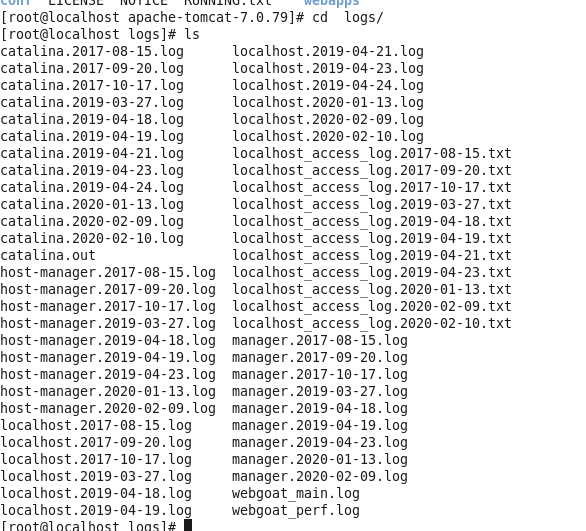 conf  LICENSE  NOTICE  RUNNING.txt    webapps
[root@localhost apache-tomcat-7.0.79]# cd  logs/
[root@localhost logs]# ls
catalina.2017-08-15.log      localhost.2019-04-21.log
catalina.2017-09-20.log      localhost.2019-04-23.log
catalina.2017-10-17.log      localhost.2019-04-24.log
catalina.2019-03-27.log      localhost.2020-01-13.log
catalina.2019-04-18.log      localhost.2020-02-09.log
catalina.2019-04-19.log      localhost.2020-02-10.log
catalina.2019-04-21.log      localhost_access_log.2017-08-15.txt
catalina.2019-04-23.log      localhost_access_log.2017-09-20.txt
catalina.2019-04-24.log      localhost_access_log.2017-10-17.txt
catalina.2020-01-13.log      localhost_access_log.2019-03-27.txt
catalina.2020-02-09.log      localhost_access_log.2019-04-18.txt
catalina.2020-02-10.log      localhost_access_log.2019-04-19.txt
catalina.out                 localhost_access_log.2019-04-21.txt
host-manager.2017-08-15.log  localhost_access_log.2019-04-23.txt
host-manager.2017-09-20.log  localhost_access_log.2020-01-13.txt
host-manager.2017-10-17.log  localhost_access_log.2020-02-09.txt
host-manager.2019-03-27.log  localhost_access_log.2020-02-10.txt
host-manager.2019-04-18.log  manager.2017-08-15.log
host-manager.2019-04-19.log  manager.2017-09-20.log
host-manager.2019-04-23.log  manager.2017-10-17.log
host-manager.2020-01-13.log  manager.2019-03-27.log
host-manager.2020-02-09.log  manager.2019-04-18.log
localhost.2017-08-15.log     manager.2019-04-19.log
localhost.2017-09-20.log     manager.2019-04-23.log
localhost.2017-10-17.log     manager.2020-01-13.log
localhost.2019-03-27.log     manager.2020-02-09.log
localhost.2019-04-18.log     webgoat_main.log
localhost.2019-04-19.log     webgoat_perf.log
[root@localhost logs]#